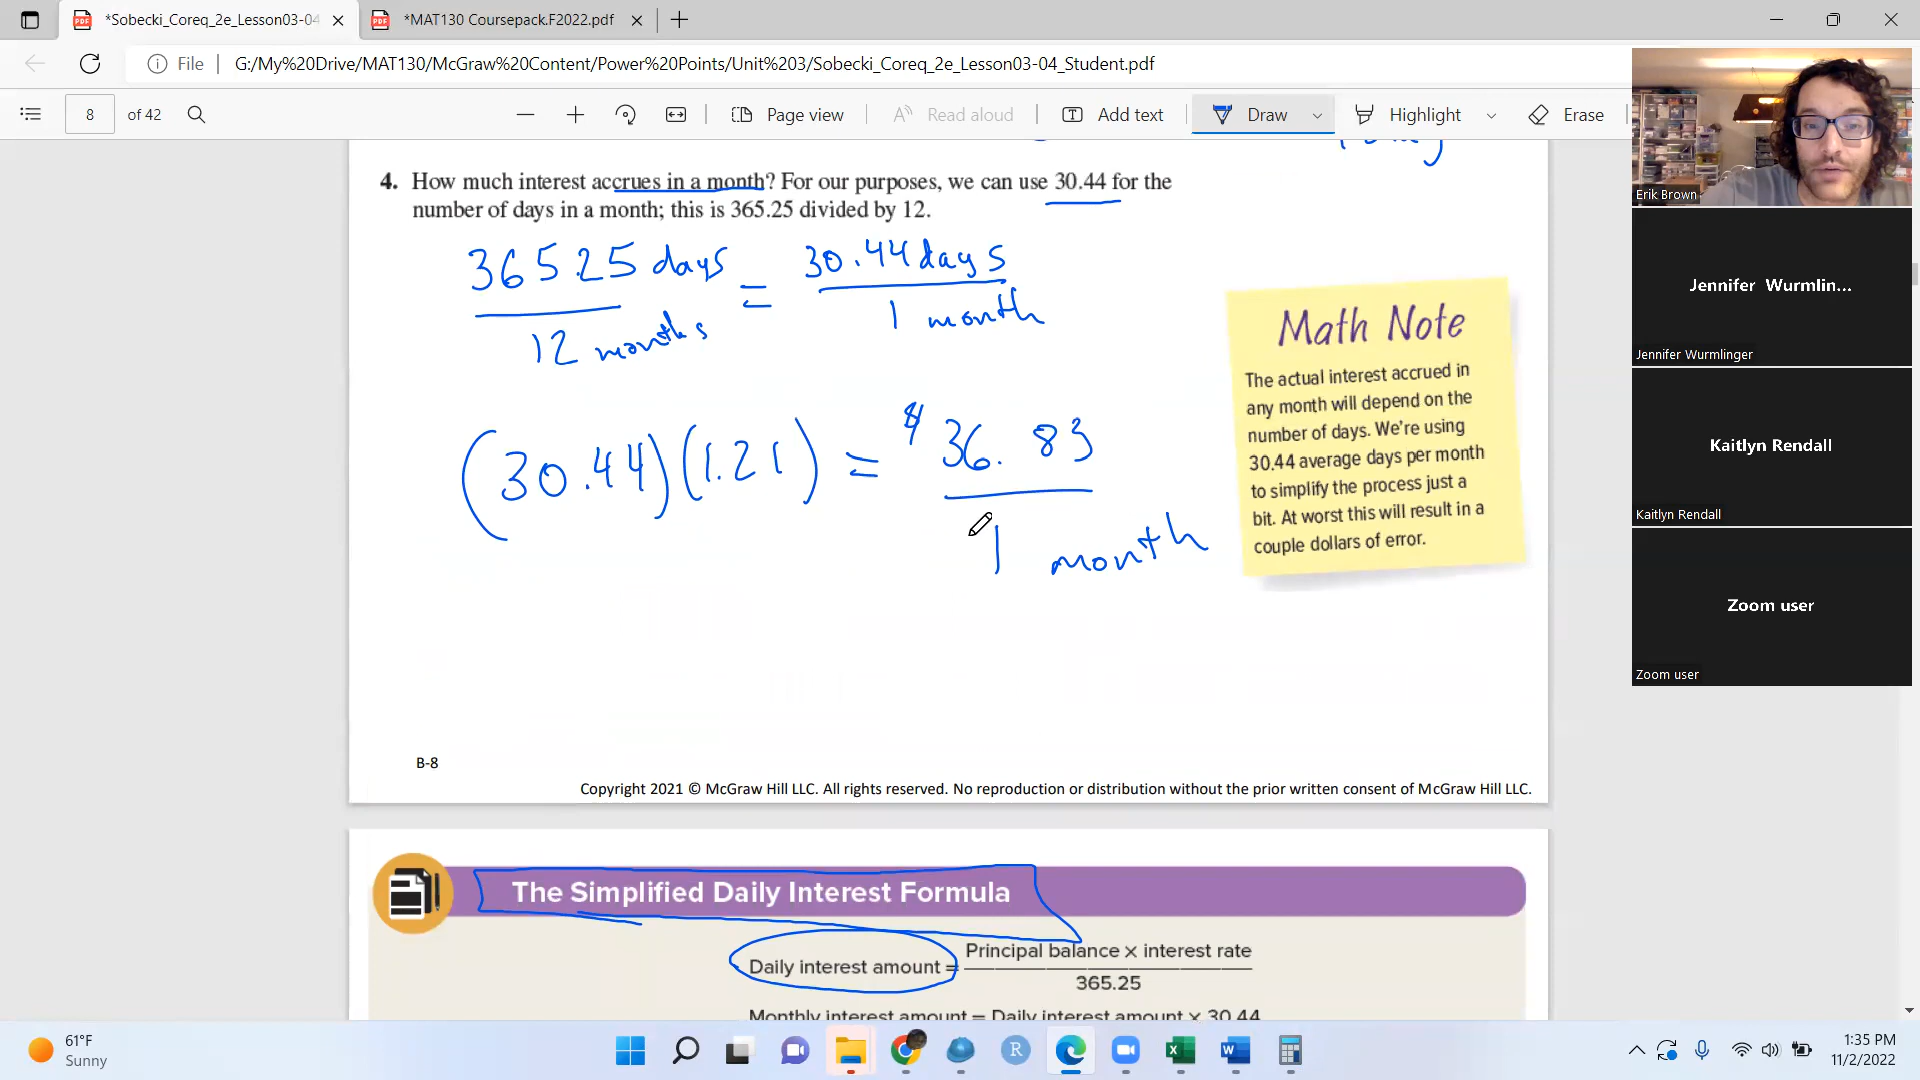 *Sobecki_Coreq_2e_Lesson03-04
*MAT130 Coursepack.F2022.pdf
File
G:/My%20Drive/MAT130/McGraw%20Content/Power%20Points/Unit%203/Sobecki_Coreq_2e_Lesson03-04_Student.pdf
8 of 42
Page view
Read aloud
Add text
Draw
Highlight
Erase
4. How much interest accrues in a month? For our purposes, we can use 30.44 for the
number of days in a month; this is 365.25 divided by 12.
365.25 days
12 months
=
30.44 days
1 month
(30.44)(1.21) = $36.83
1 month
Math Note
The actual interest accrued in
any month will depend on the
number of days. We're using
30.44 average days per month
to simplify the process just a
bit. At worst this will result in a
couple dollars of error.
B-8
Copyright 2021 © McGraw Hill LLC. All rights reserved. No reproduction or distribution without the prior written consent of McGraw Hill LLC.
The Simplified Daily Interest Formula
Daily interest amount =
Principal balance × interest rate
365.25
Monthly interest amount = Daily interest amount × 30.44
Erik Brown
Jennifer Wurmlin...
Jennifer Wurmlinger
Kaitlyn Rendall
Kaitlyn Rendall
Zoom user
Zoom user
61°F
Sunny
1:35 PM
11/2/2022